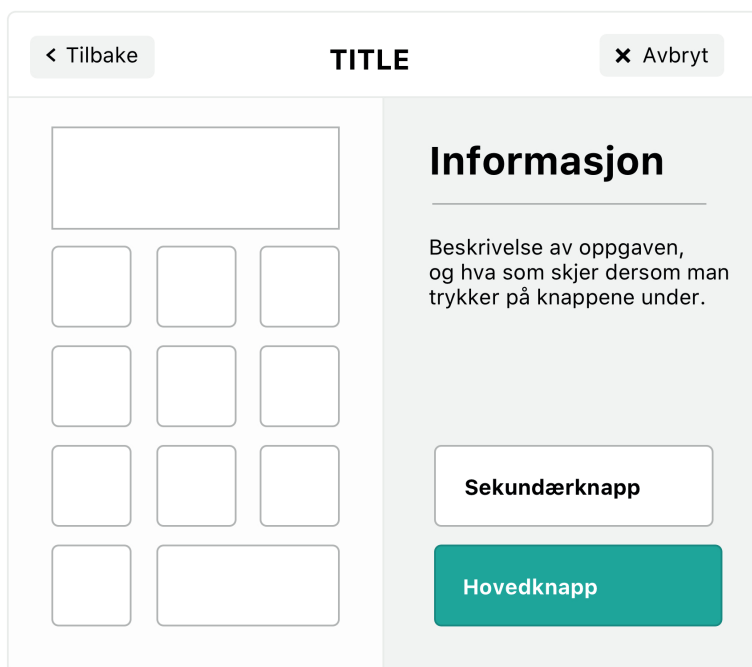 Tilbake
TITLE
Avbryt
Informasjon
Beskrivelse av oppgaven,
og hva som skjer dersom man
trykker på knappene under.
Sekundærknapp
Hovedknapp